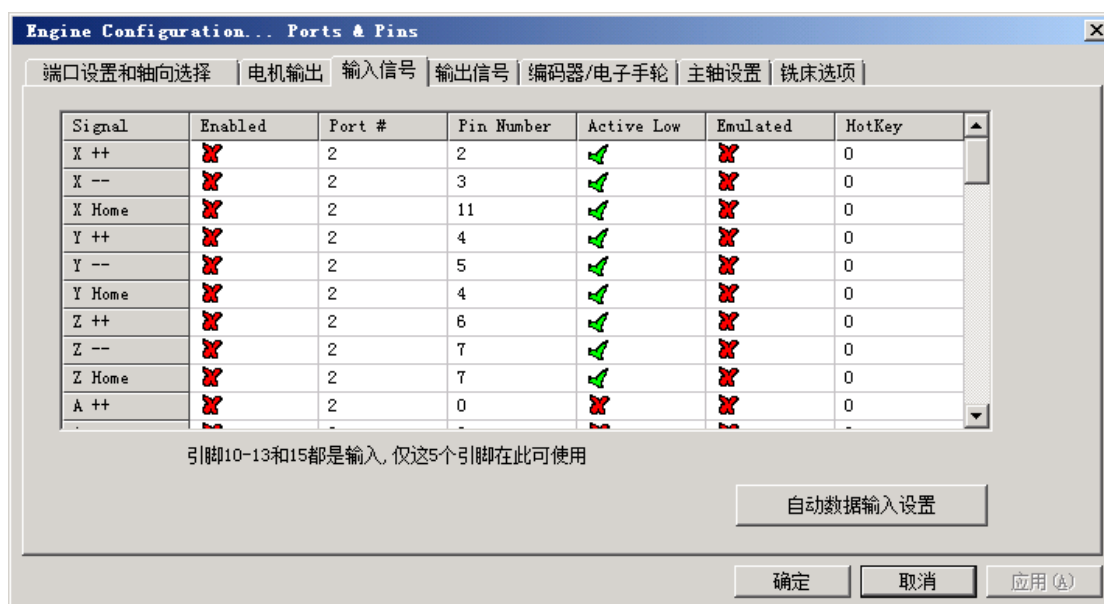 Engine Configuration... Ports & Pins
端口设置和轴向选择 电机输出 输入信号 输出信号 编码器/电子手轮 主轴设置 铣床选项
Signal Enabled Port # Pin Number Active Low Emulated HotKey
X ++ 2 2 0
X -- 2 3 0
X Home 2 11 0
Y ++ 2 4 0
Y -- 2 5 0
Y Home 2 4 0
Z ++ 2 6 0
Z -- 2 7 0
Z Home 2 7 0
A ++ 2 0 0
引脚10-13和15都是输入,仅这5个引脚在此可使用
自动数据输入设置
确定 取消 应用(A)